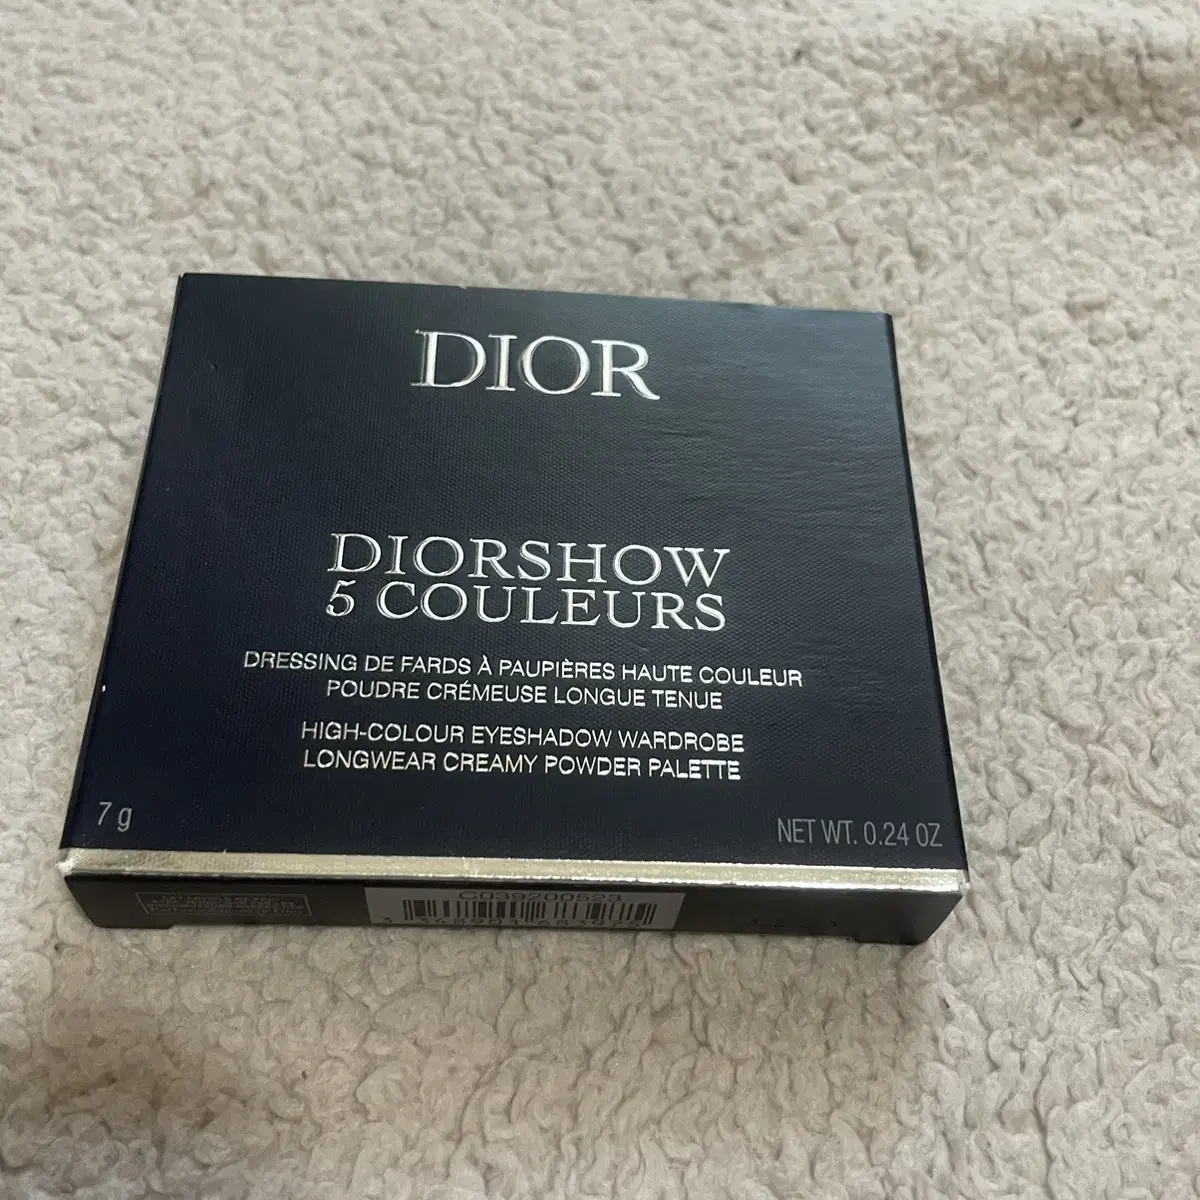 DIOR
DIORSHOW
5 COULEURS
DRESSING DE FARDS À PAUPIÈRES HAUTE COULEUR
POUDRE CRÉMEUSE LONGUE TENUE
HIGH-COLOUR EYESHADOW WARDROBE
LONGWEAR CREAMY POWDER PALETTE
7 g
NET WT. 0.24 OZ
C039200523